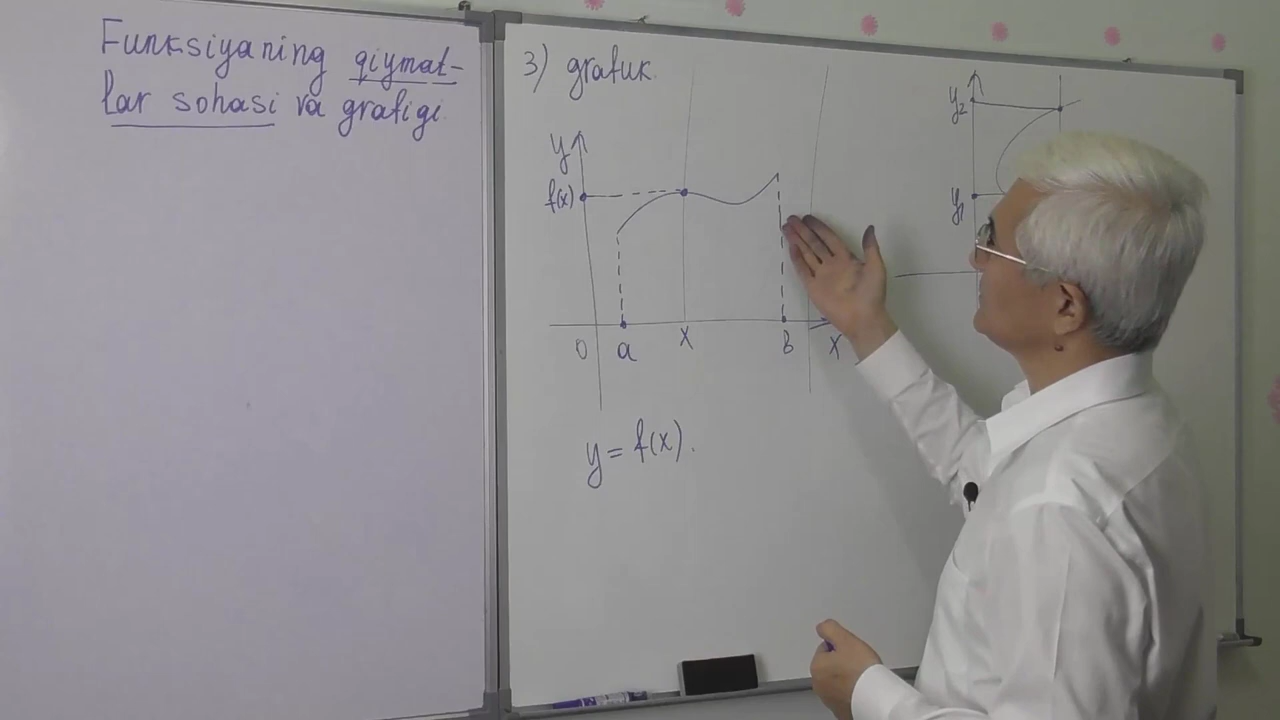 Funksiyaning qiymat-
lar sohasi va grafigi
3) grafik.
y
f(x)
0
a
x
b
x
y = f(x).
y₂
y₁